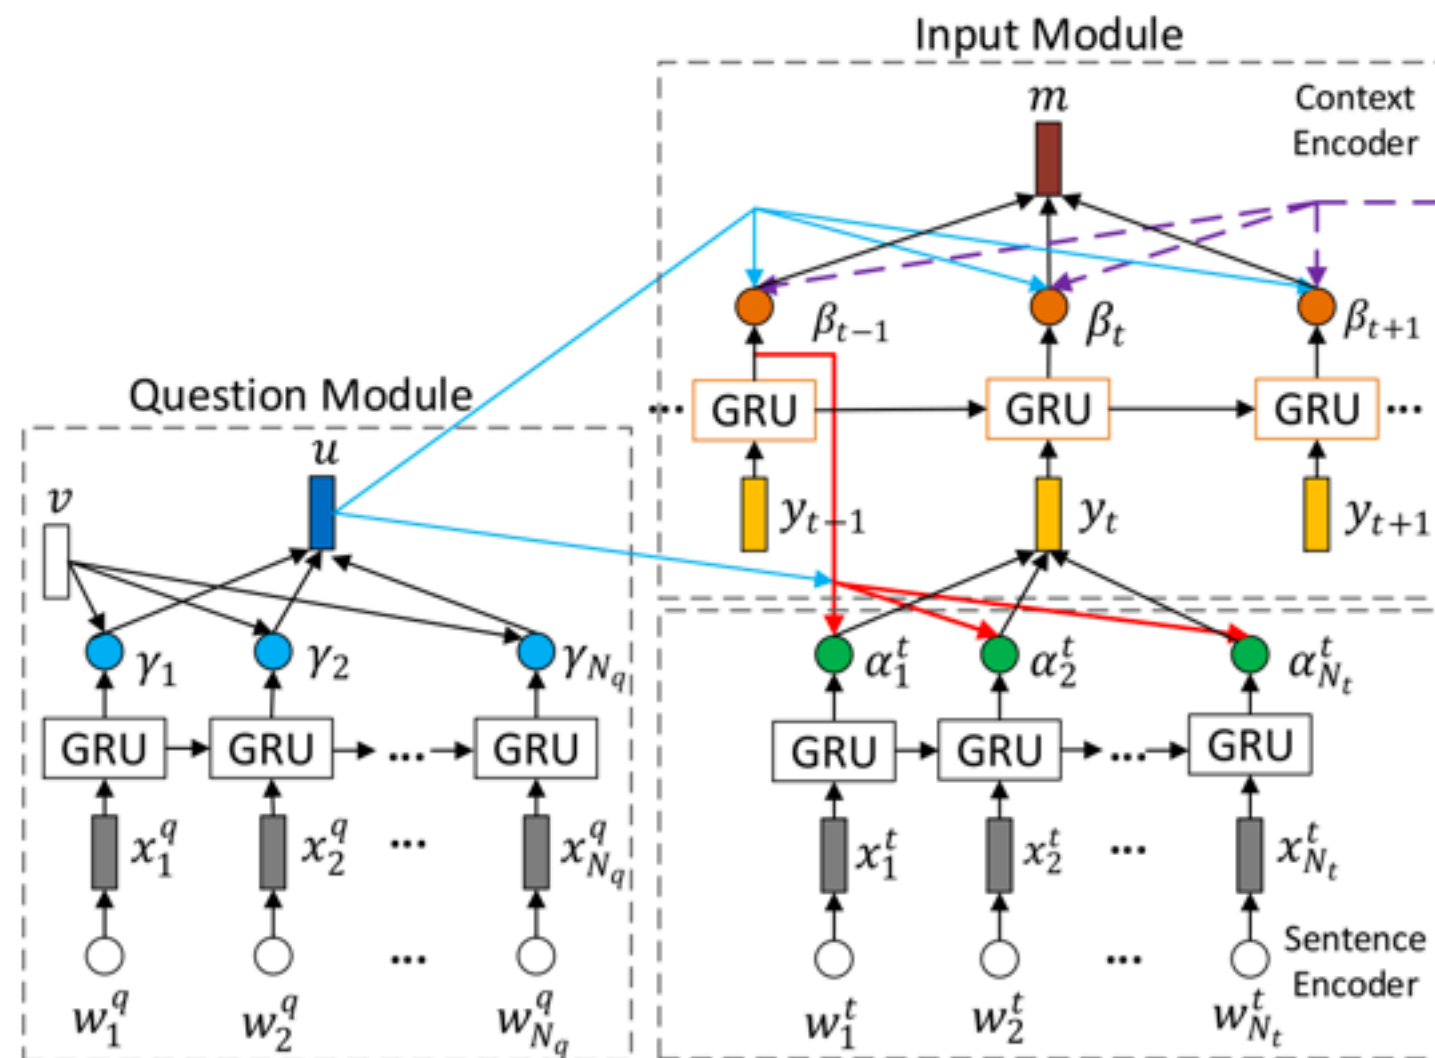 Input Module
m
Context
Encoder
β_{t−1} β_t β_{t+1}
... GRU GRU GRU ...
y_{t−1} y_t y_{t+1}
Question Module
u
v
γ_1 γ_2 γ_{N_q}
GRU GRU ... GRU
x_1^q x_2^q ... x_{N_q}^q
w_1^q w_2^q ... w_{N_q}^q
α_1^t α_2^t α_{N_t}^t
GRU GRU ... GRU
x_1^t x_2^t ... x_{N_t}^t
Sentence
Encoder
w_1^t w_2^t ... w_{N_t}^t